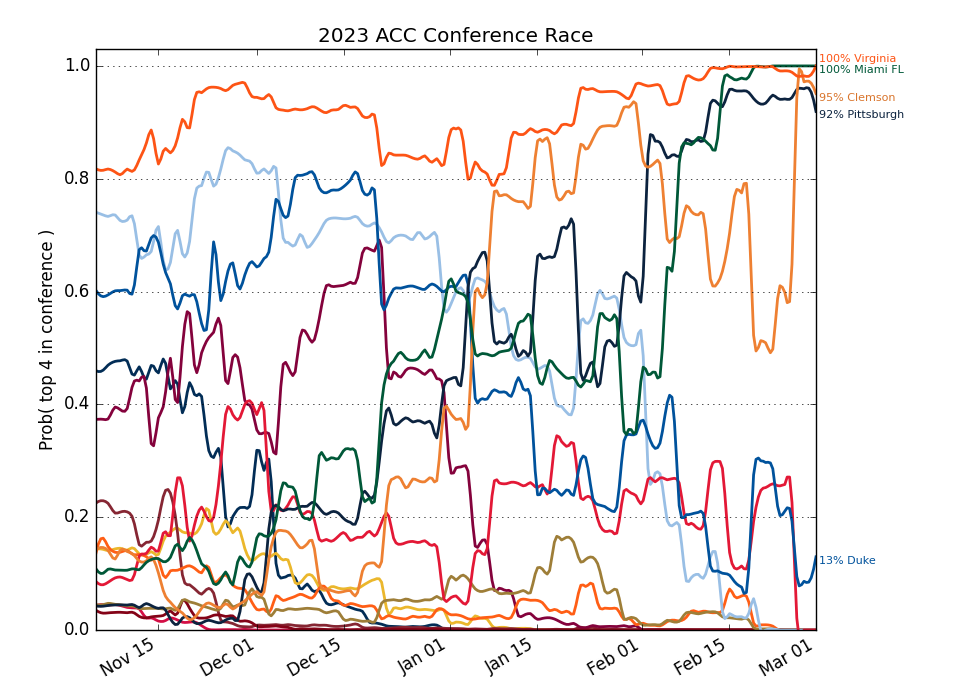 2023 ACC Conference Race
Prob( top 4 in conference )
1.0
0.8
0.6
0.4
0.2
0.0
Nov 15
Dec 01
Dec 15
Jan 01
Jan 15
Feb 01
Feb 15
Mar 01
100% Virginia
100% Miami FL
95% Clemson
92% Pittsburgh
13% Duke